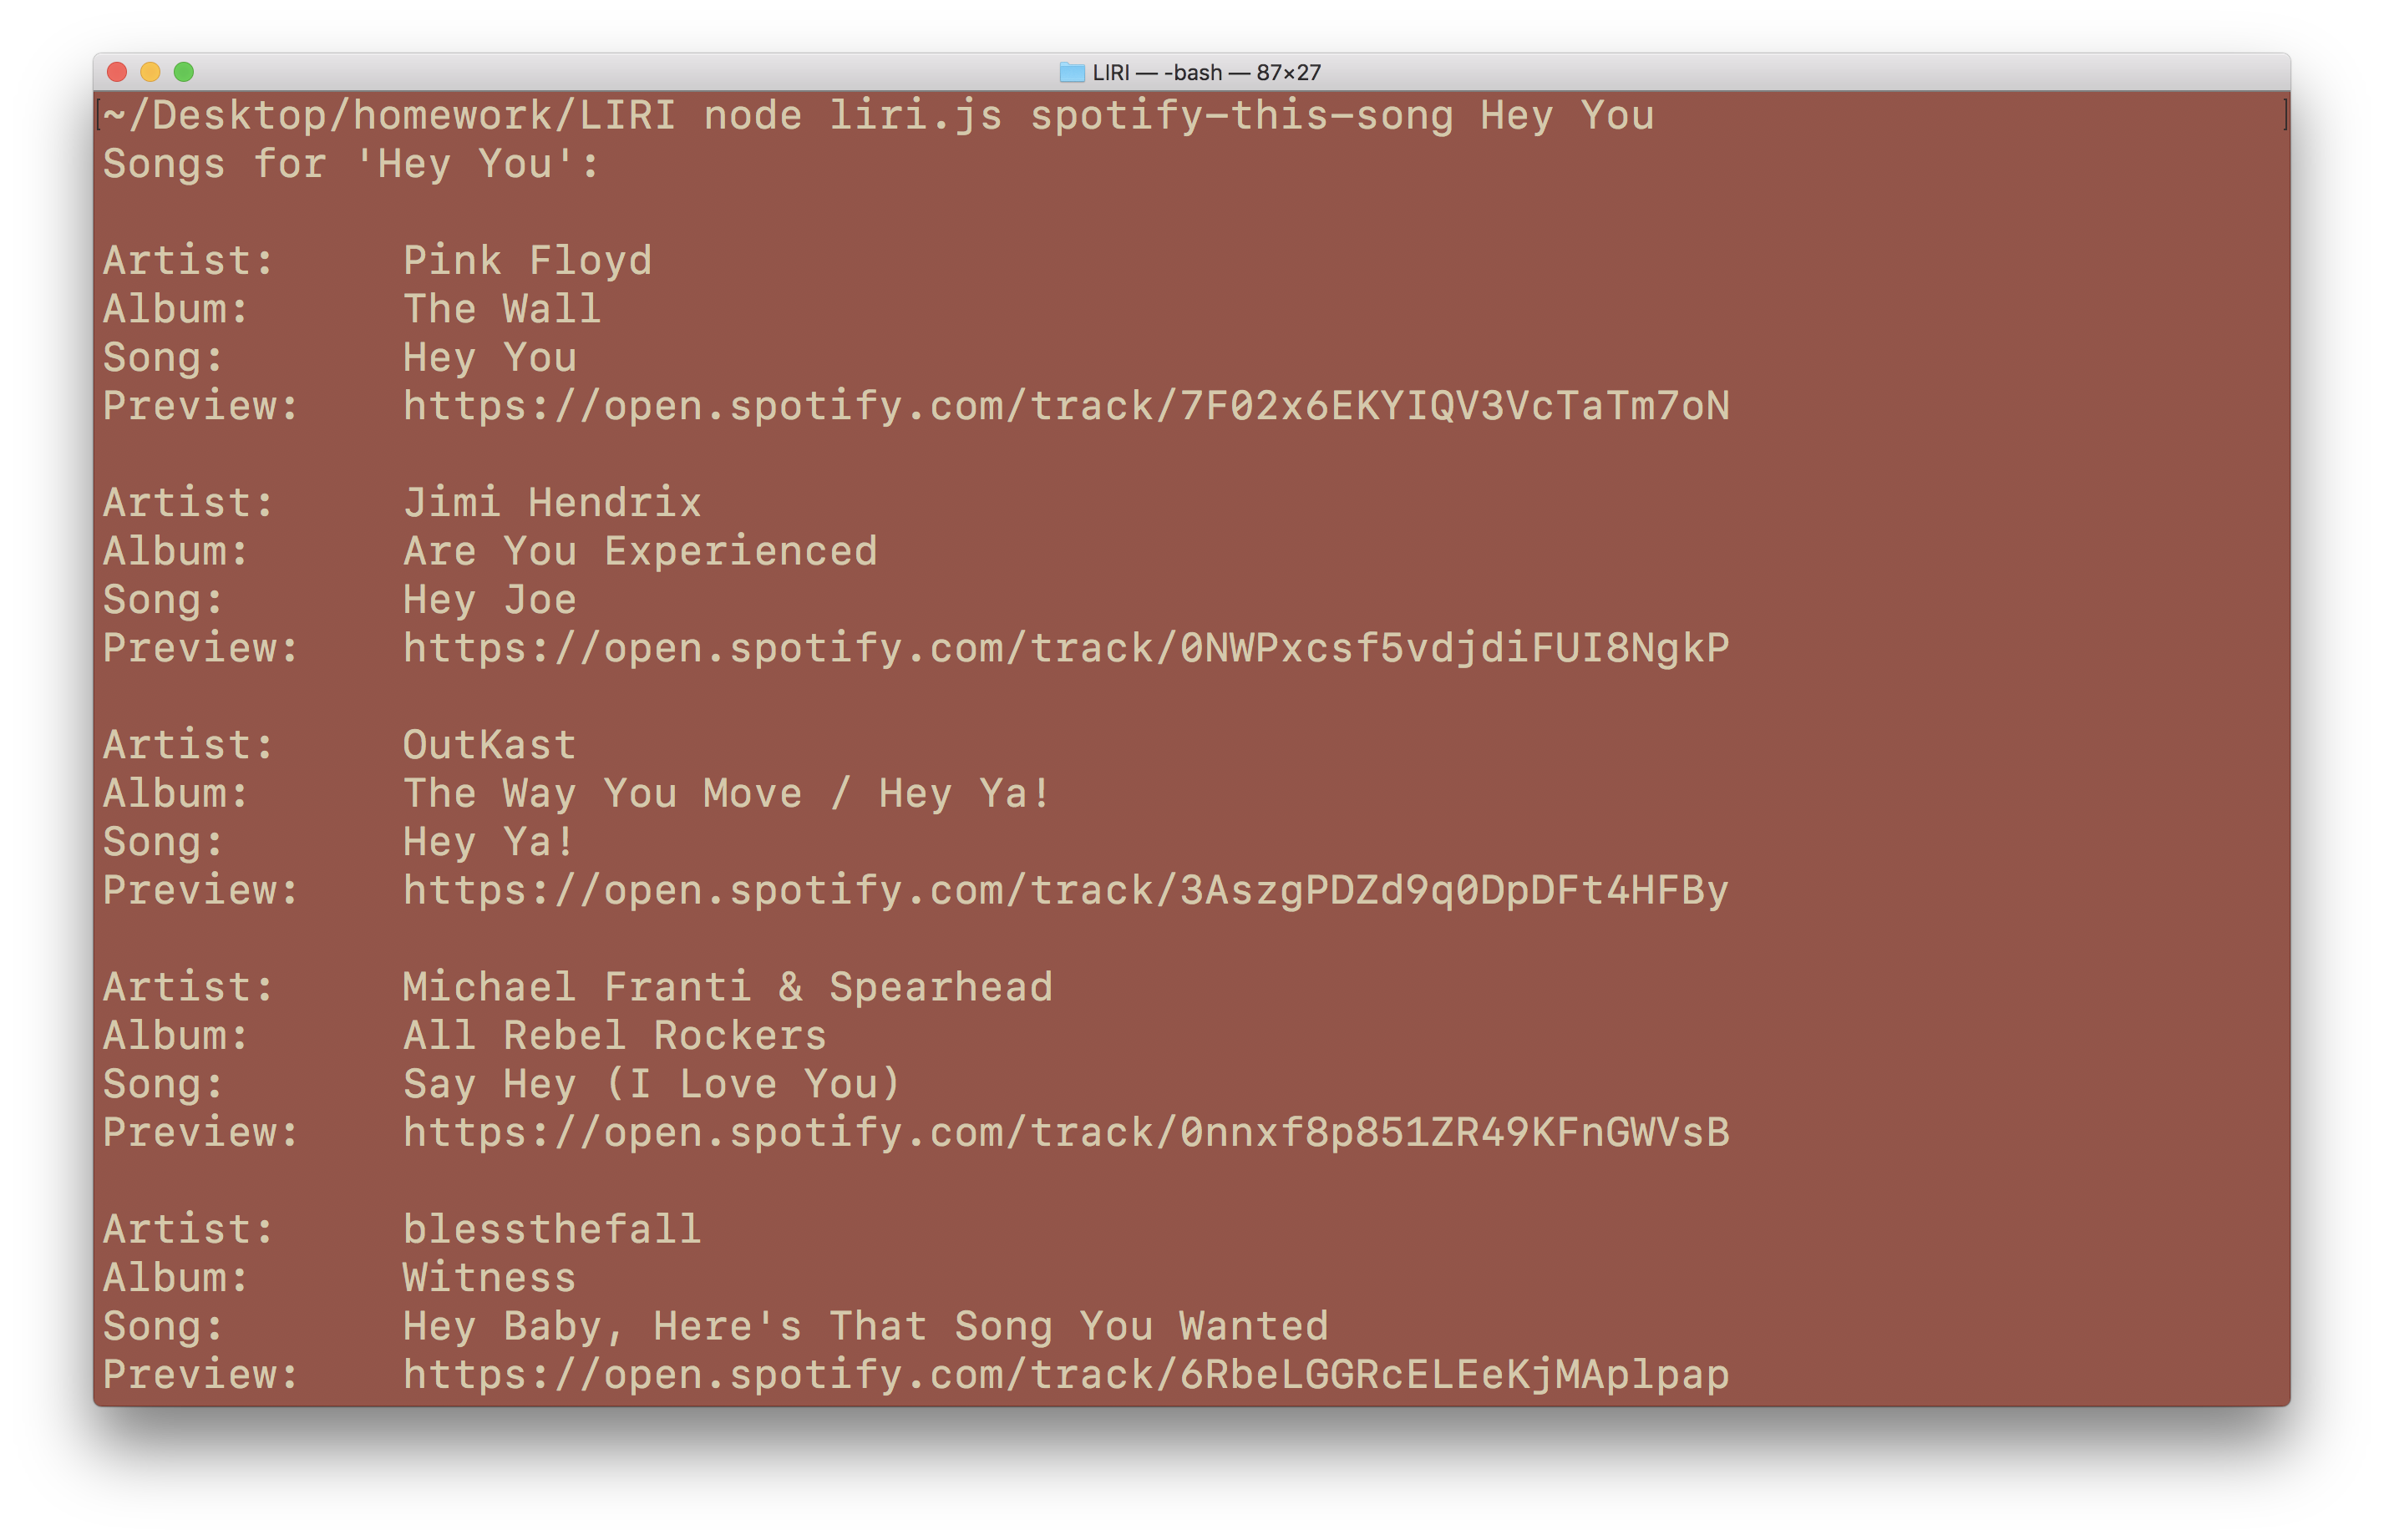 LIRI — -bash — 87×27
~/Desktop/homework/LIRI node liri.js spotify-this-song Hey You
Songs for 'Hey You':
Artist: Pink Floyd
Album: The Wall
Song: Hey You
Preview: https://open.spotify.com/track/7F02x6EKYIQV3VcTaTm7oN
Artist: Jimi Hendrix
Album: Are You Experienced
Song: Hey Joe
Preview: https://open.spotify.com/track/0NWPxcsf5vdjdiFUI8NgkP
Artist: OutKast
Album: The Way You Move / Hey Ya!
Song: Hey Ya!
Preview: https://open.spotify.com/track/3AszgPDZd9q0DpDFt4HFBy
Artist: Michael Franti & Spearhead
Album: All Rebel Rockers
Song: Say Hey (I Love You)
Preview: https://open.spotify.com/track/0nnxf8p851ZR49KFnGWVsB
Artist: blessthefall
Album: Witness
Song: Hey Baby, Here's That Song You Wanted
Preview: https://open.spotify.com/track/6RbeLGGRcELEeKjMAplpap